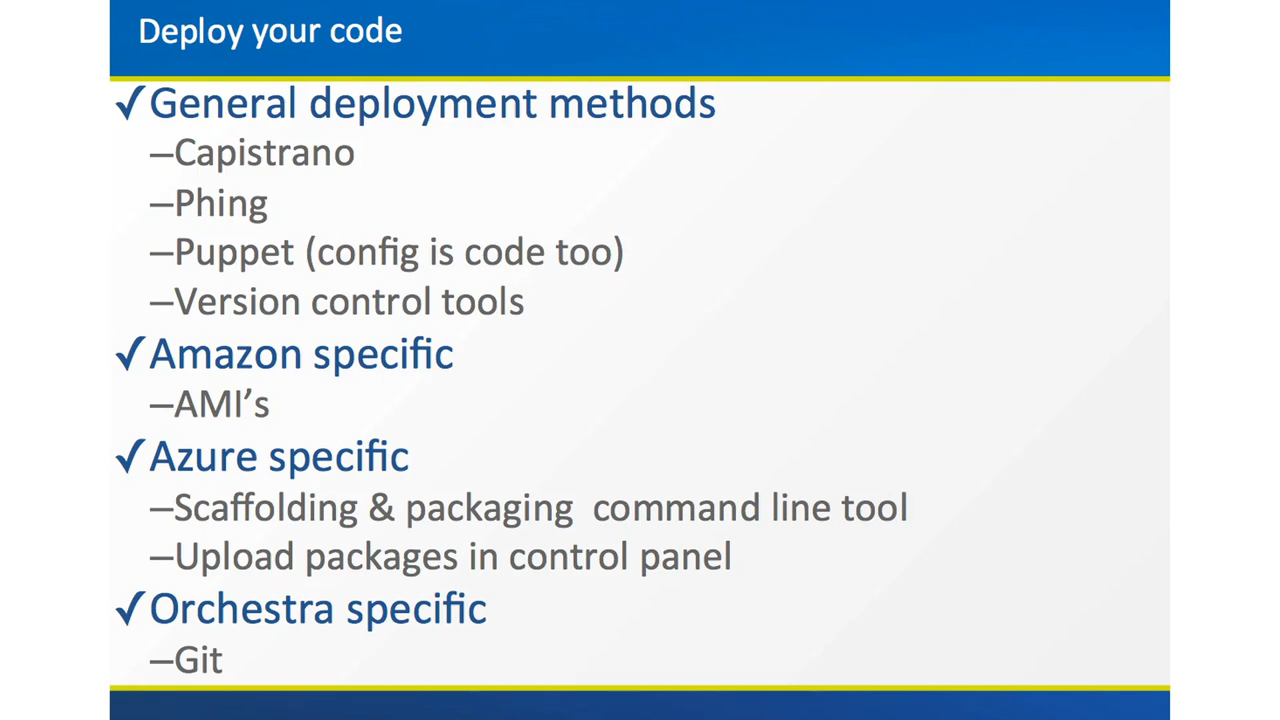 Deploy your code
✓General deployment methods
–Capistrano
–Phing
–Puppet (config is code too)
–Version control tools
✓Amazon specific
–AMI’s
✓Azure specific
–Scaffolding & packaging  command line tool
–Upload packages in control panel
✓Orchestra specific
–Git